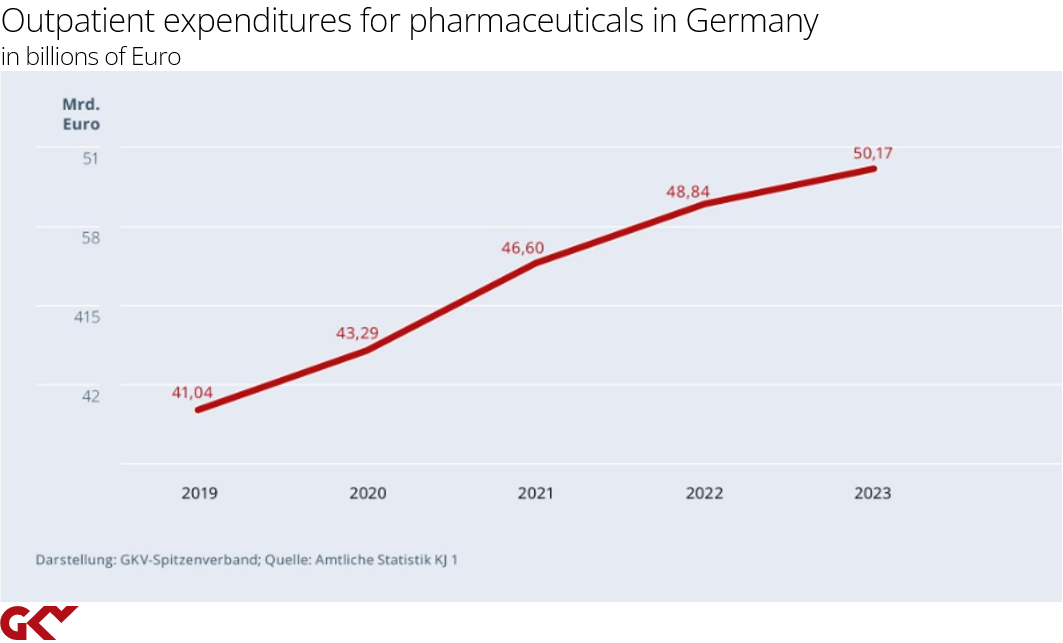 Outpatient expenditures for pharmaceuticals in Germany
in billions of Euro
Mrd.
Euro
51
50,17
48,84
58
46,60
415
43,29
42
41,04
2019 2020 2021 2022 2023
Darstellung: GKV-Spitzenverband; Quelle: Amtliche Statistik KJ 1
GKV